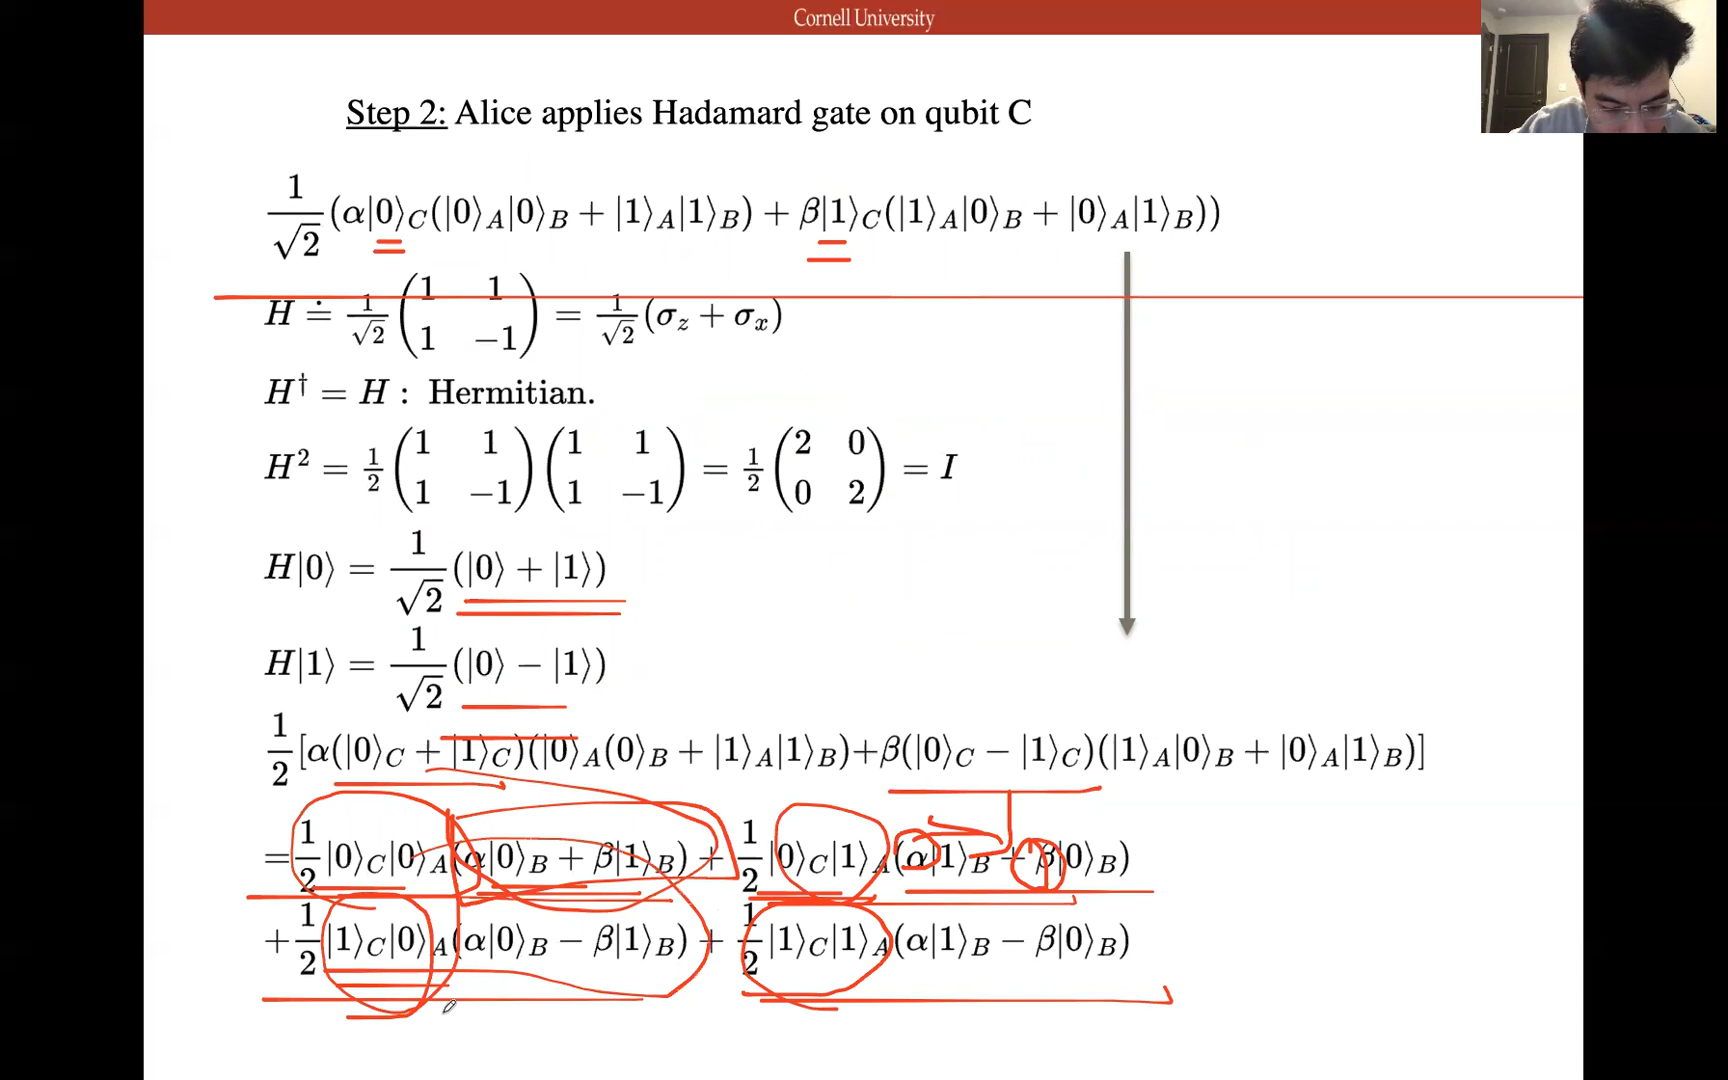 Cornell University
Step 2: Alice applies Hadamard gate on qubit C
1/√2 (α|0⟩_C(|0⟩_A|0⟩_B + |1⟩_A|1⟩_B) + β|1⟩_C(|1⟩_A|0⟩_B + |0⟩_A|1⟩_B))
H ≐ 1/√2 (1 1; 1 −1) = 1/√2 (σ_z + σ_x)
H† = H : Hermitian.
H² = 1/2 (1 1; 1 −1)(1 1; 1 −1) = 1/2 (2 0; 0 2) = I
H|0⟩ = 1/√2 (|0⟩ + |1⟩)
H|1⟩ = 1/√2 (|0⟩ − |1⟩)
1/2 [α(|0⟩_C + |1⟩_C)(|0⟩_A(0⟩_B + |1⟩_A|1⟩_B)+β(|0⟩_C − |1⟩_C)(|1⟩_A|0⟩_B + |0⟩_A|1⟩_B)]
= 1/2 |0⟩_C|0⟩_A(α|0⟩_B + β|1⟩_B) + 1/2 |0⟩_C|1⟩_A(α|1⟩_B + β|0⟩_B)
+ 1/2 |1⟩_C|0⟩_A(α|0⟩_B − β|1⟩_B) + 1/2 |1⟩_C|1⟩_A(α|1⟩_B − β|0⟩_B)